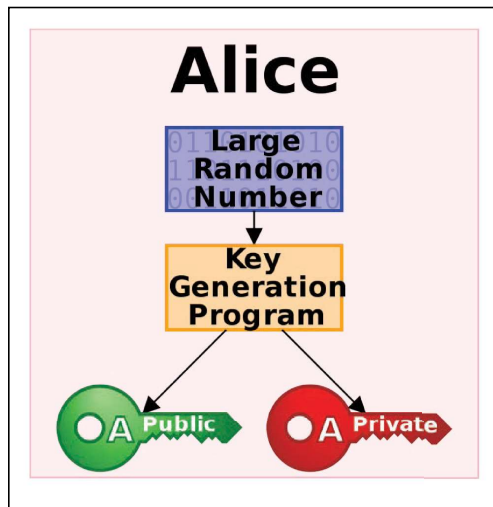 Alice
Large
Random
Number
Key
Generation
Program
A Public
A Private